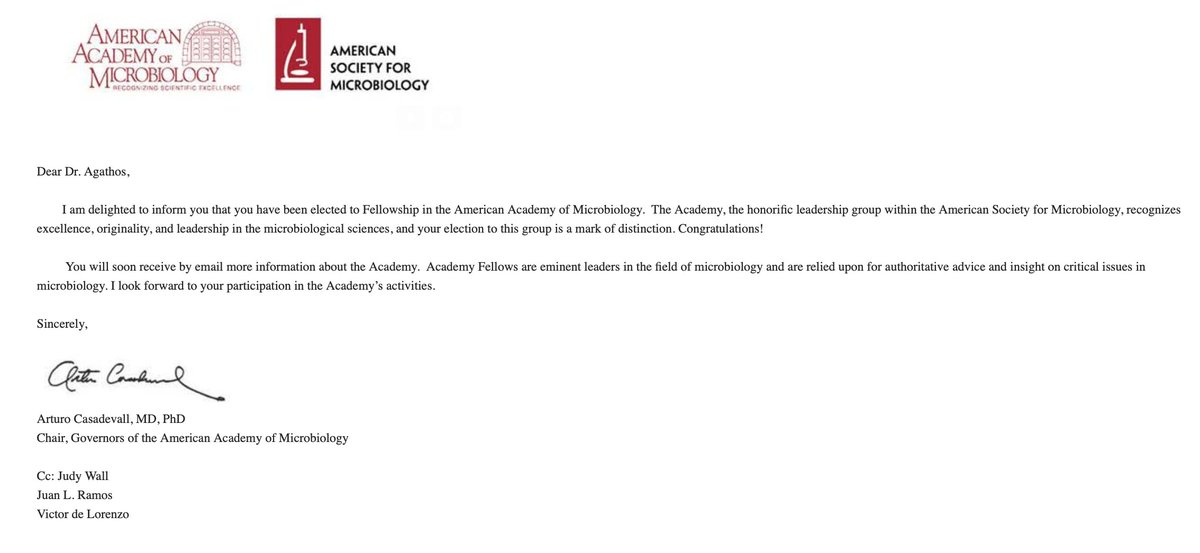 AMERICAN
ACADEMY OF
MICROBIOLOGY
RECOGNIZING SCIENTIFIC EXCELLENCE
AMERICAN
SOCIETY FOR
MICROBIOLOGY
Dear Dr. Agathos,
I am delighted to inform you that you have been elected to Fellowship in the American Academy of Microbiology. The Academy, the honorific leadership group within the American Society for Microbiology, recognizes
excellence, originality, and leadership in the microbiological sciences, and your election to this group is a mark of distinction. Congratulations!
You will soon receive by email more information about the Academy. Academy Fellows are eminent leaders in the field of microbiology and are relied upon for authoritative advice and insight on critical issues in
microbiology. I look forward to your participation in the Academy’s activities.
Sincerely,
Arturo Casadevall, MD, PhD
Chair, Governors of the American Academy of Microbiology
Cc: Judy Wall
Juan L. Ramos
Victor de Lorenzo